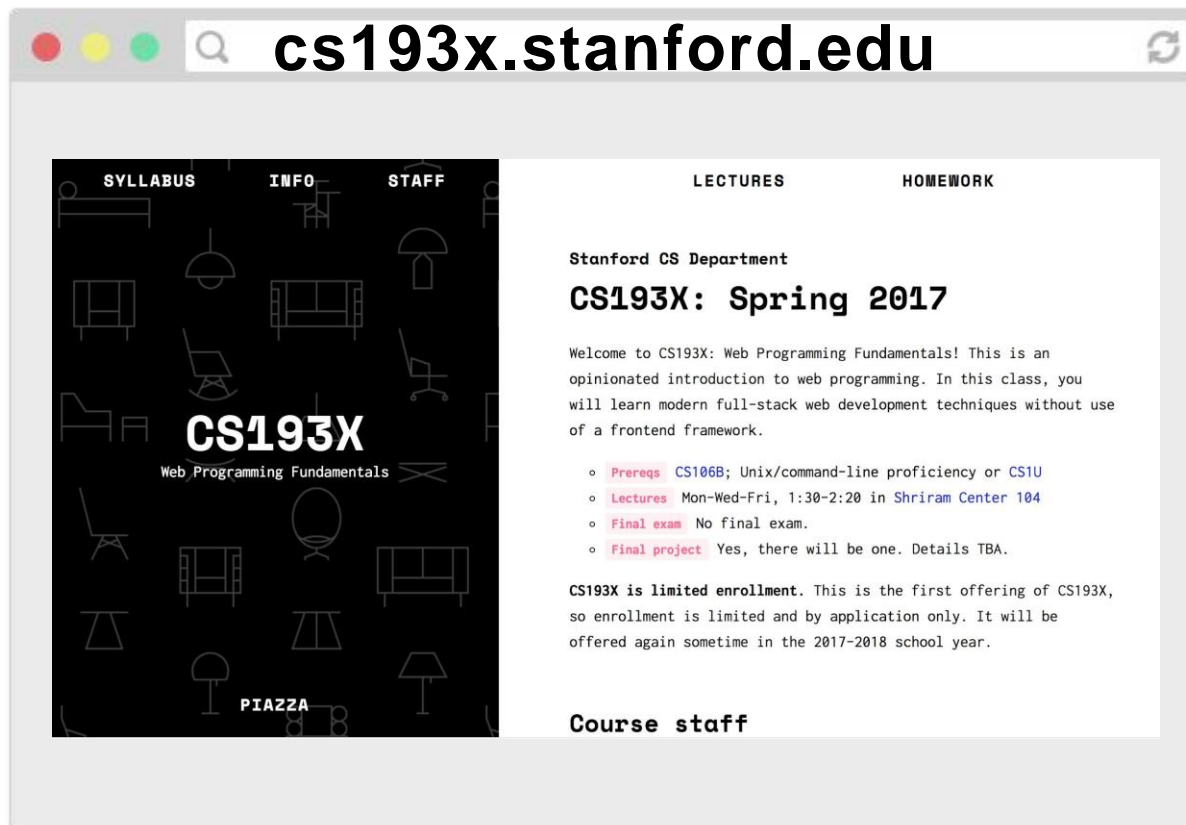 cs193x.stanford.edu
SYLLABUS INFO STAFF
CS193X
Web Programming Fundamentals
PIAZZA
LECTURES HOMEWORK
Stanford CS Department
CS193X: Spring 2017
Welcome to CS193X: Web Programming Fundamentals! This is an
opinionated introduction to web programming. In this class, you
will learn modern full-stack web development techniques without use
of a frontend framework.
Prereqs CS106B; Unix/command-line proficiency or CS1U
Lectures Mon-Wed-Fri, 1:30-2:20 in Shriram Center 104
Final exam No final exam.
Final project Yes, there will be one. Details TBA.
CS193X is limited enrollment. This is the first offering of CS193X,
so enrollment is limited and by application only. It will be
offered again sometime in the 2017-2018 school year.
Course staff